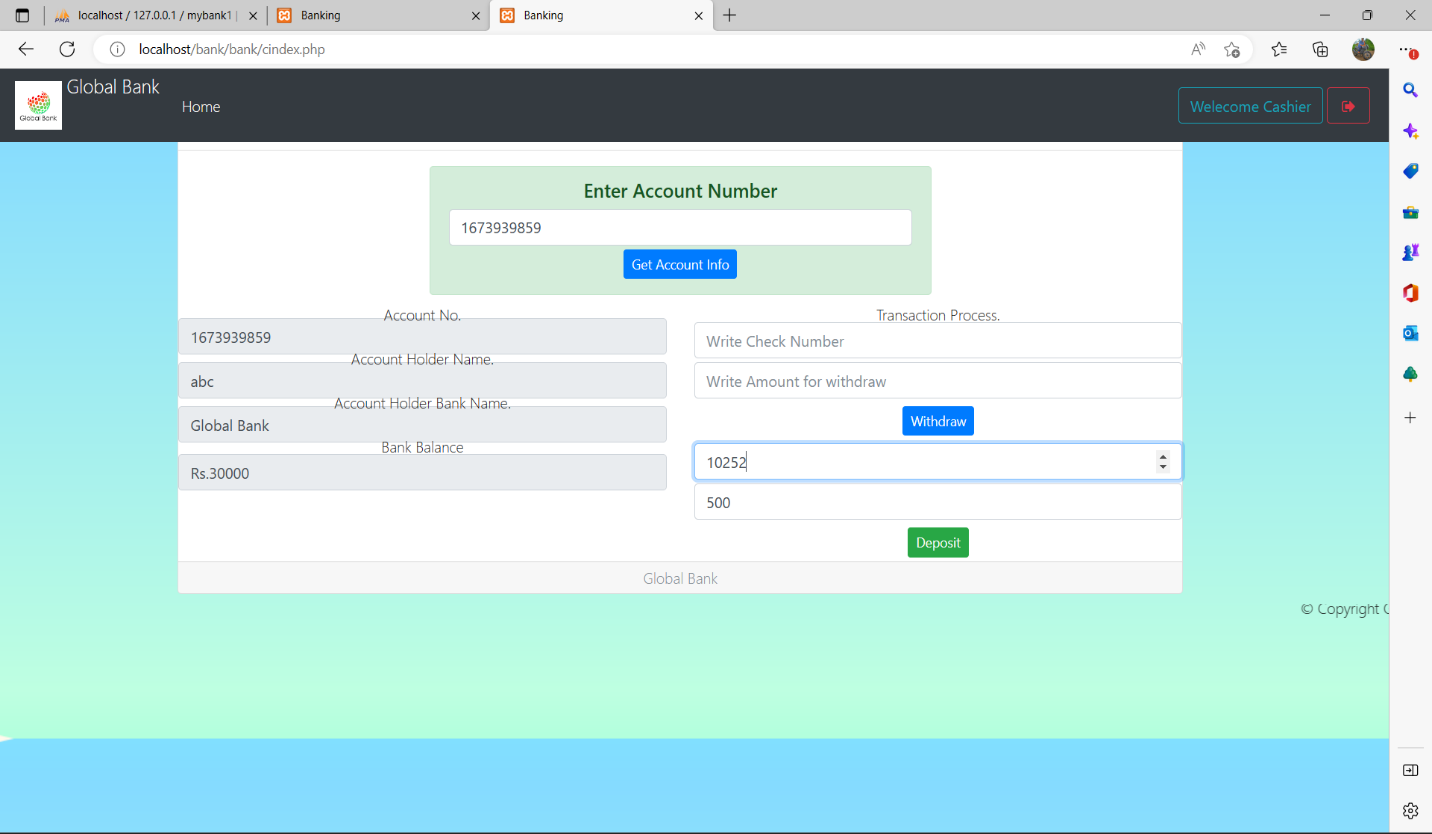 localhost / 127.0.0.1 / mybank1 |
Banking
Banking
localhost/bank/bank/cindex.php
Global Bank
Global Bank
Home
Welecome Cashier
Enter Account Number
1673939859
Get Account Info
Account No.
1673939859
Account Holder Name.
abc
Account Holder Bank Name.
Global Bank
Bank Balance
Rs.30000
Transaction Process.
Write Check Number
Write Amount for withdraw
Withdraw
10252
500
Deposit
Global Bank
© Copyright